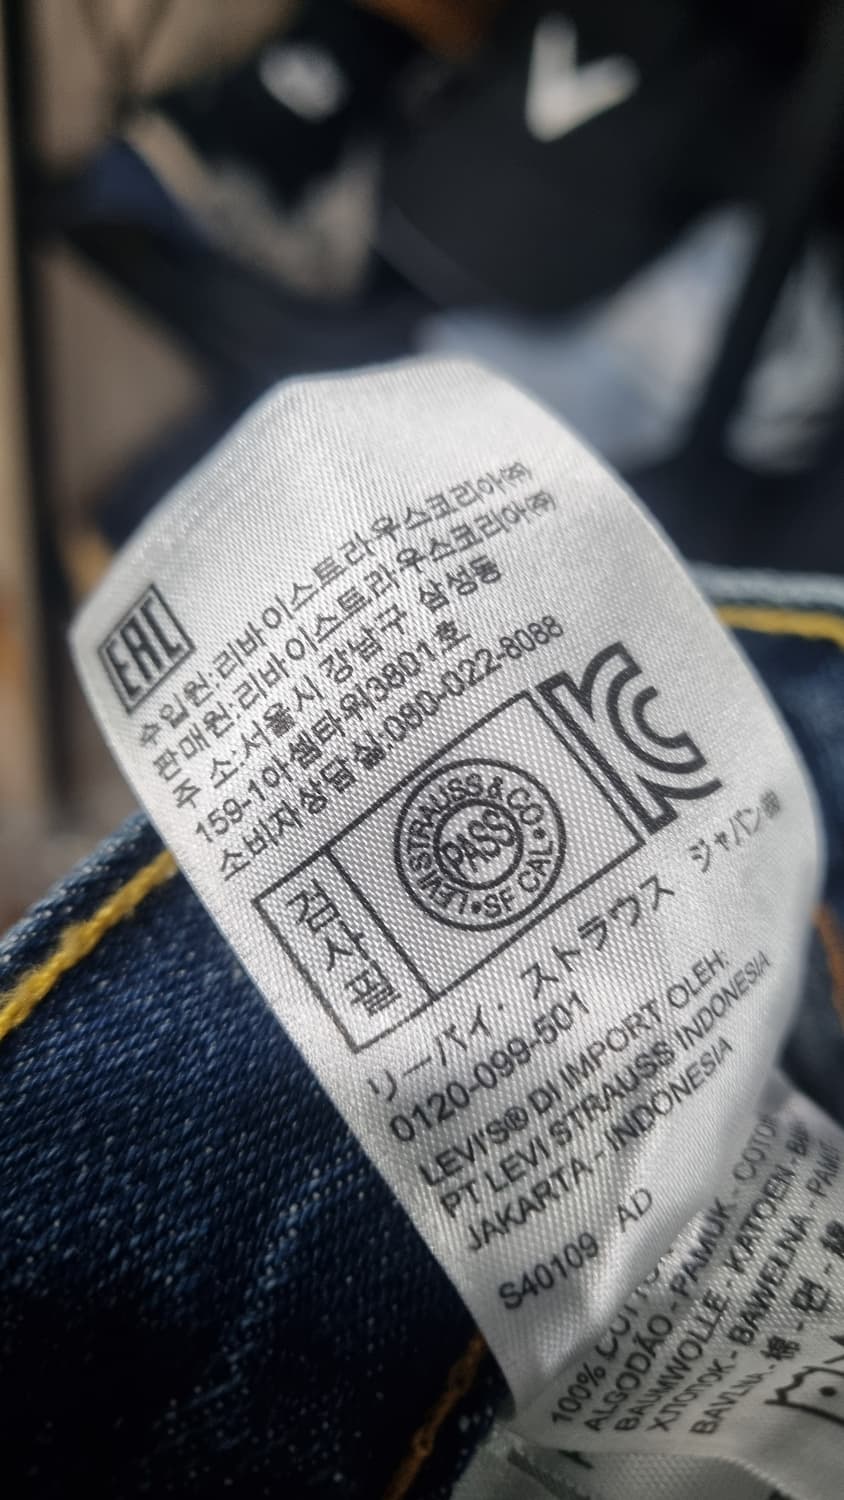 EAC
수입원:리바이스트라우스코리아(주)
판매원:리바이스트라우스코리아(주)
주 소:서울시 강남구 삼성동
159-1아셈타워3801호
소비자상담실:080-022-8088
검사필
LEVI STRAUSS & CO• SF CAL•
PASS
リーバイ・ストラウス ジャパン㈱
0120-099-501
LEVI'S® DI IMPORT OLEH:
PT LEVI STRAUSS INDONESIA
JAKARTA - INDONESIA
S40109 AD
100% COTTON
ALGODÃO - PAMUK -
BAUMWOLLE - KATOEN -
ХЛОПОК - BAWEŁNA -
BAVLNA - 棉 - 면 -